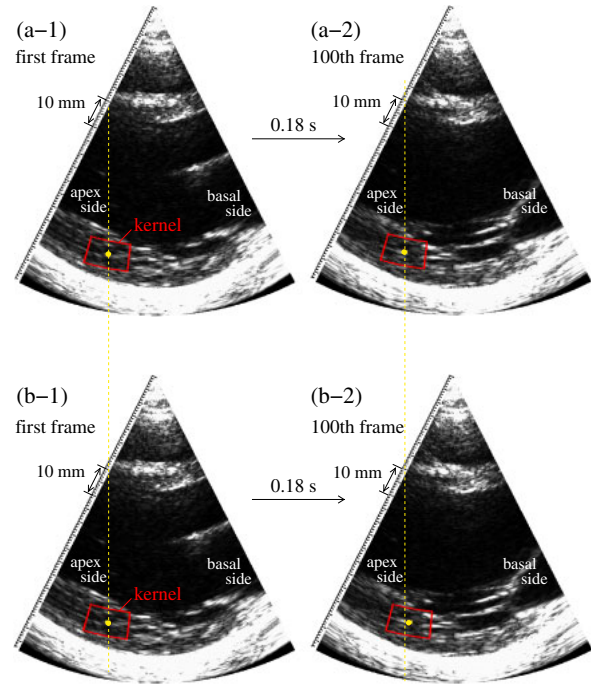 (a−1)
first frame
10 mm
apex
side
kernel
basal
side
0.18 s
(a−2)
100th frame
10 mm
apex
side
basal
side
(b−1)
first frame
10 mm
apex
side
kernel
basal
side
0.18 s
(b−2)
100th frame
10 mm
apex
side
basal
side